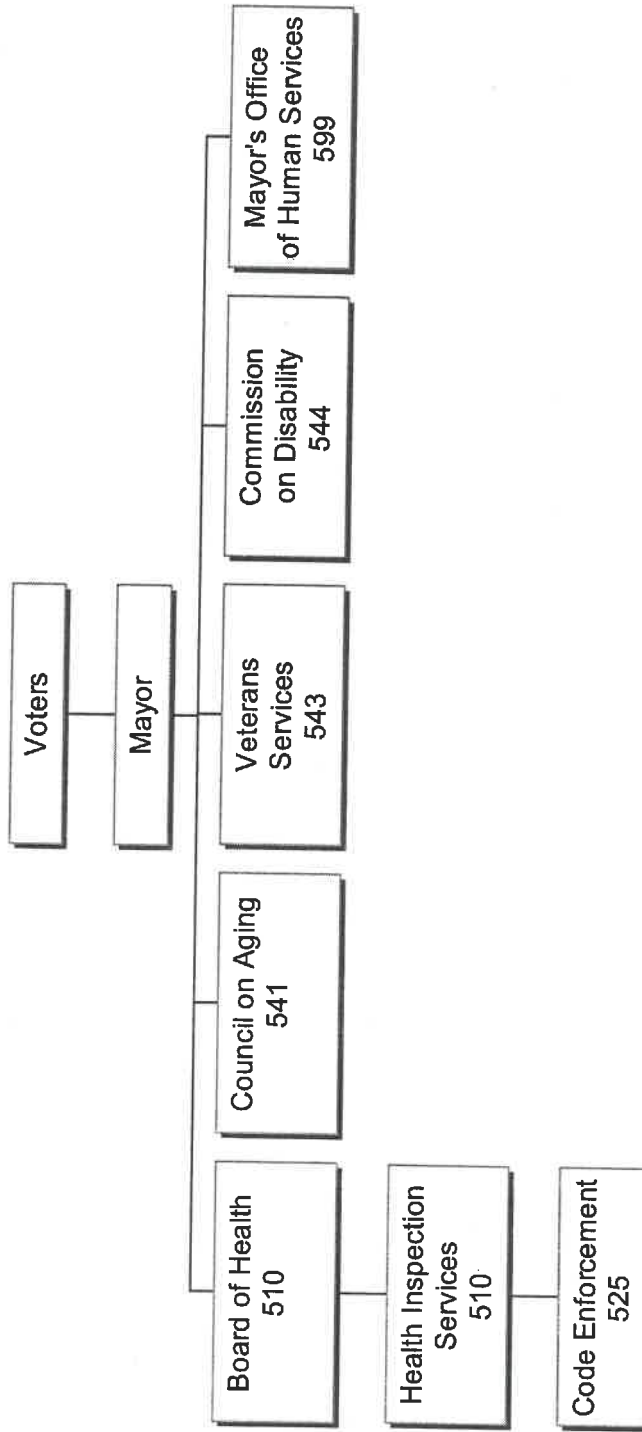 Voters
Mayor
Board of Health
510
Council on Aging
541
Veterans
Services
543
Commission
on Disability
544
Mayor's Office
of Human Services
599
Health Inspection
Services
510
Code Enforcement
525